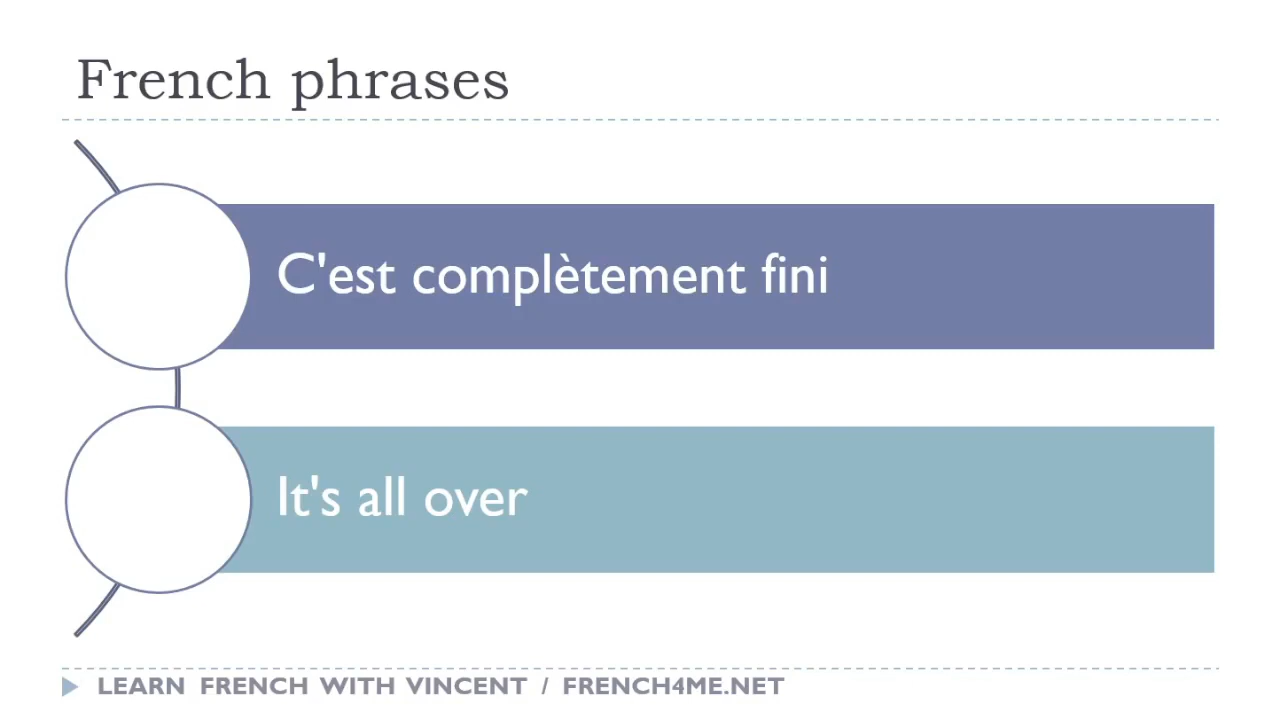 French phrases
C'est complètement fini
It's all over
LEARN FRENCH WITH VINCENT / FRENCH4ME.NET